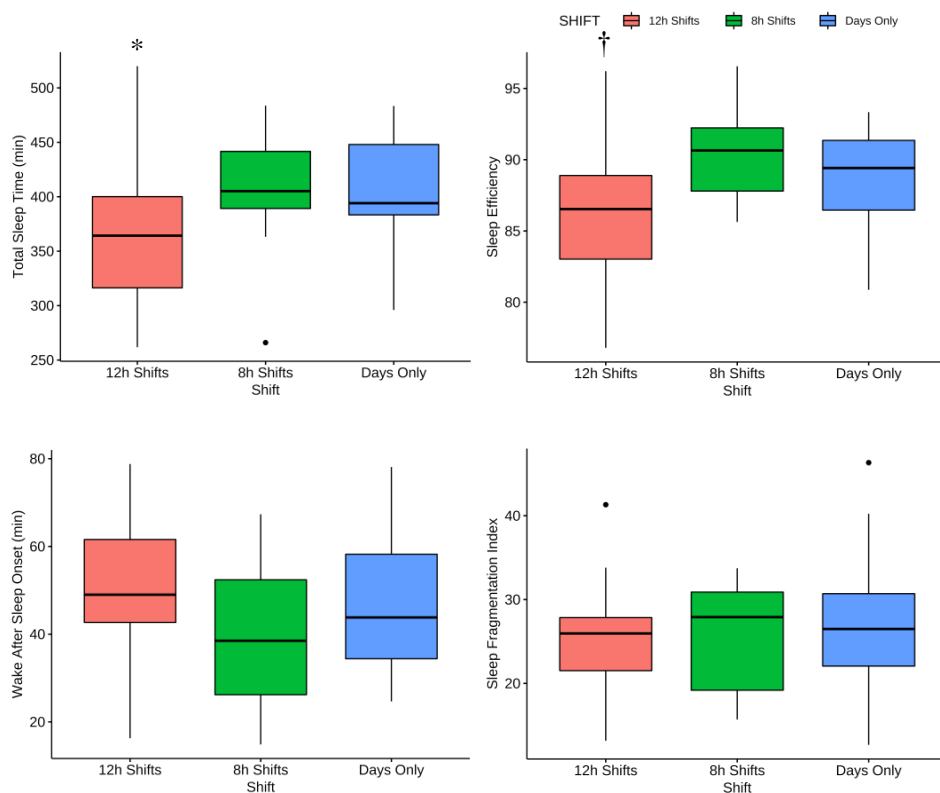 SHIFT 12h Shifts 8h Shifts Days Only
*
†
Total Sleep Time (min)
500
450
400
350
300
250
12h Shifts 8h Shifts Days Only
Shift
Sleep Efficiency
95
90
85
80
12h Shifts 8h Shifts Days Only
Shift
Wake After Sleep Onset (min)
80
60
40
20
12h Shifts 8h Shifts Days Only
Shift
Sleep Fragmentation Index
40
30
20
12h Shifts 8h Shifts Days Only
Shift